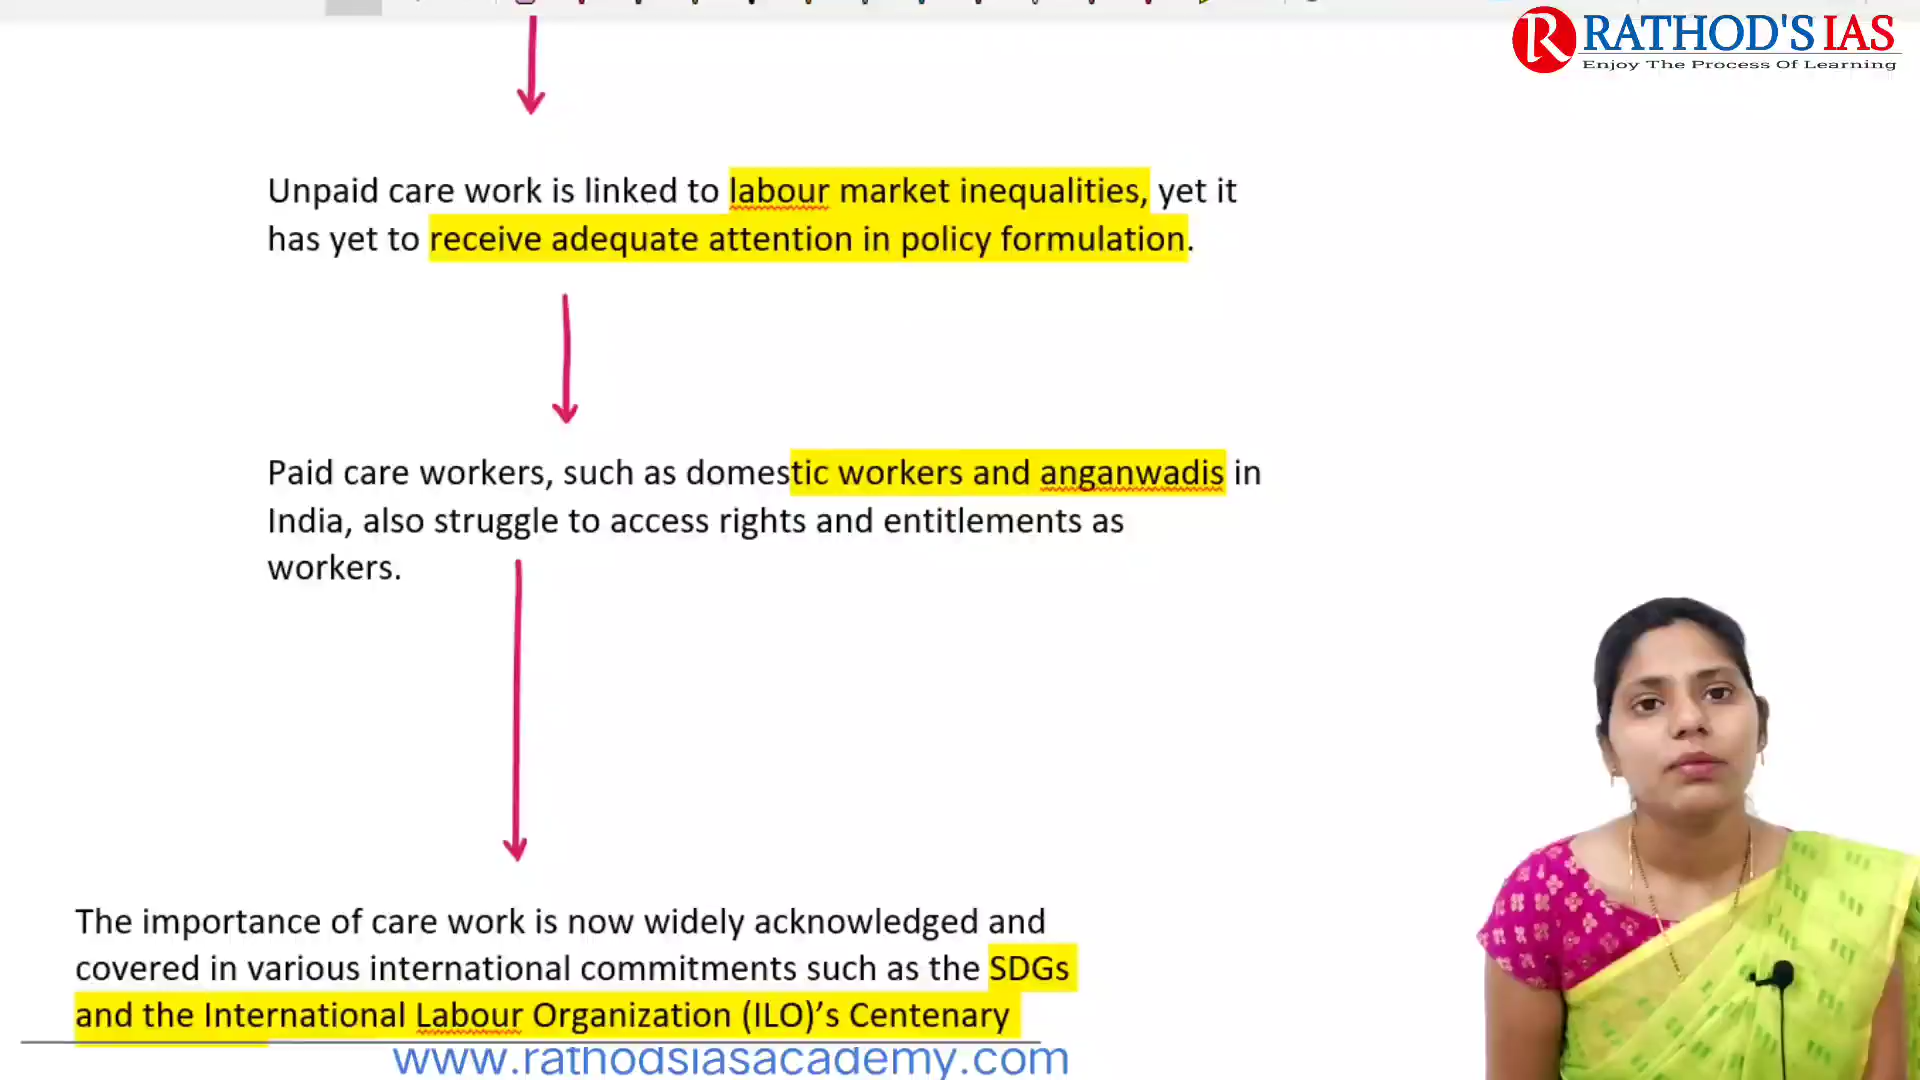 RATHOD'S IAS
Enjoy The Process Of Learning
Unpaid care work is linked to labour market inequalities, yet it
has yet to receive adequate attention in policy formulation.
Paid care workers, such as domestic workers and anganwadis in
India, also struggle to access rights and entitlements as
workers.
The importance of care work is now widely acknowledged and
covered in various international commitments such as the SDGs
and the International Labour Organization (ILO)’s Centenary
www.rathodsiasacademy.com